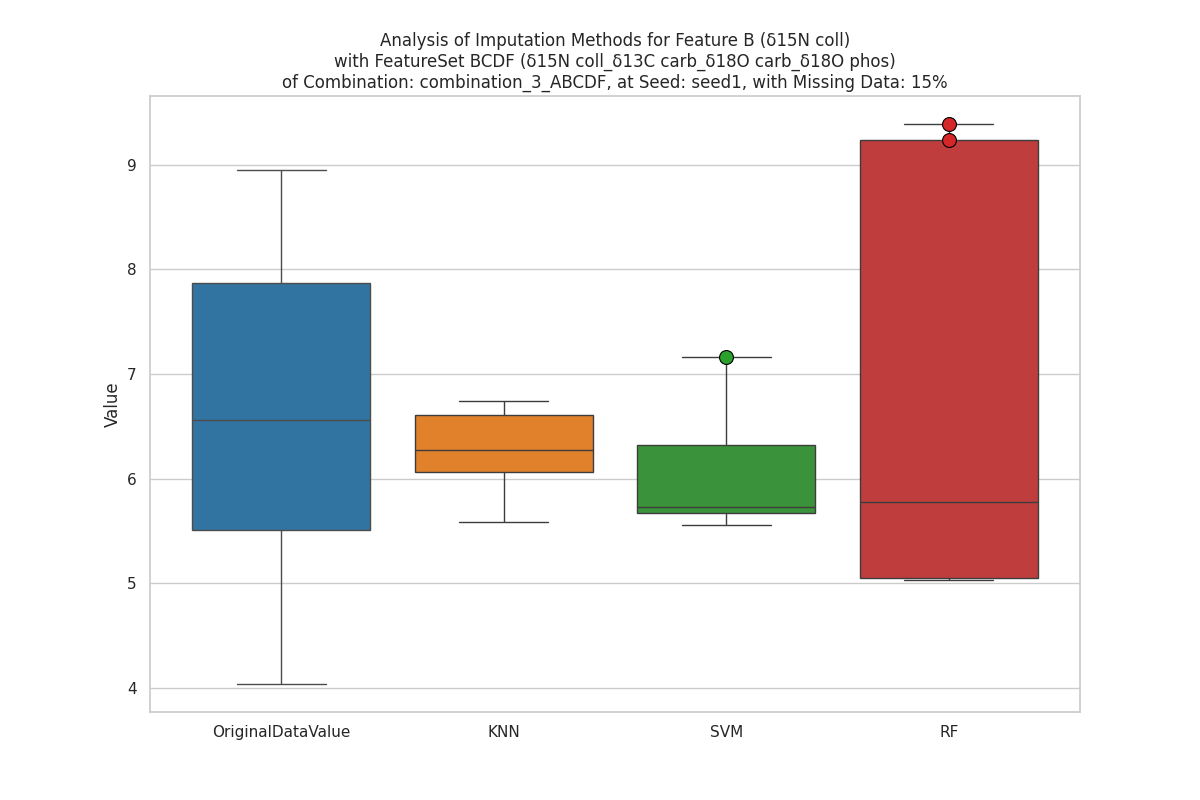 Analysis of Imputation Methods for Feature B (δ15N coll)
with FeatureSet BCDF (δ15N coll_δ13C carb_δ18O carb_δ18O phos)
of Combination: combination_3_ABCDF, at Seed: seed1, with Missing Data: 15%
9
8
7
6
5
4
Value
OriginalDataValue
KNN
SVM
RF